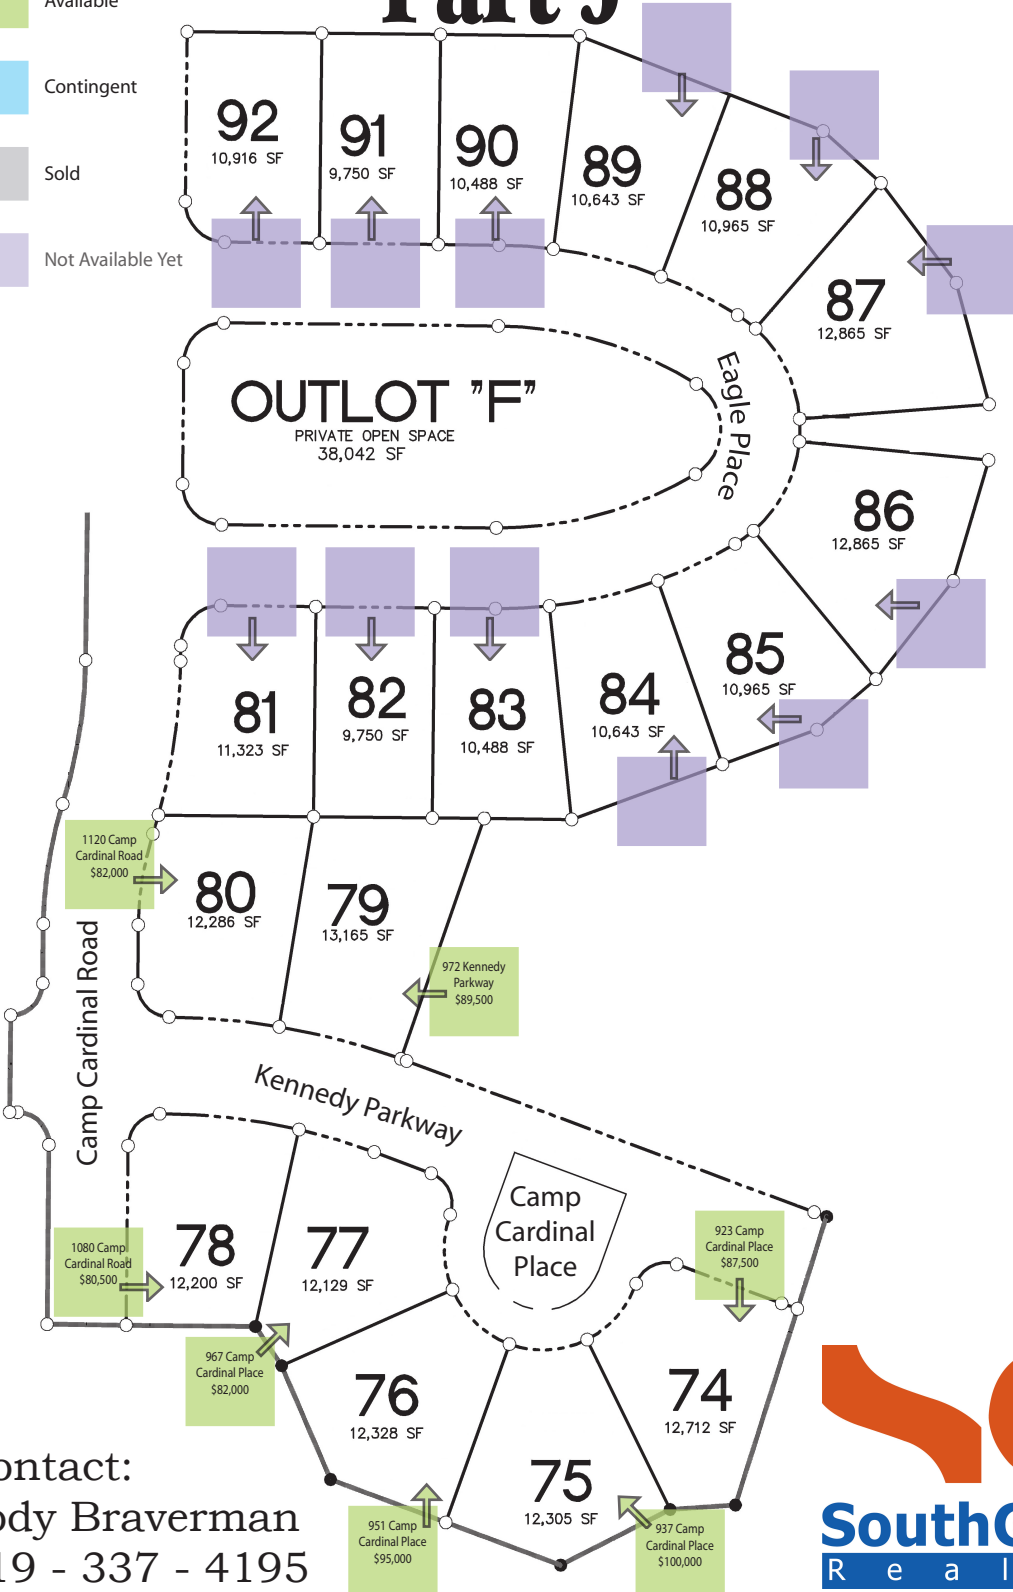 Part 3
Available
Contingent
Sold
Not Available Yet
92
10,916 SF
91
9,750 SF
90
10,488 SF
89
10,643 SF
88
10,965 SF
87
12,865 SF
OUTLOT "F"
PRIVATE OPEN SPACE
38,042 SF
Eagle Place
86
12,865 SF
85
10,965 SF
84
10,643 SF
83
10,488 SF
82
9,750 SF
81
11,323 SF
1120 Camp
Cardinal Road
$82,000
80
12,286 SF
79
13,165 SF
972 Kennedy
Parkway
$89,500
Camp Cardinal Road
Kennedy Parkway
Camp
Cardinal
Place
1080 Camp
Cardinal Road
$80,500
78
12,200 SF
77
12,129 SF
923 Camp
Cardinal Place
$87,500
967 Camp
Cardinal Place
$82,000
76
12,328 SF
74
12,712 SF
75
12,305 SF
951 Camp
Cardinal Place
$95,000
937 Camp
Cardinal Place
$100,000
ontact:
ody Braverman
19 - 337 - 4195
South
Real